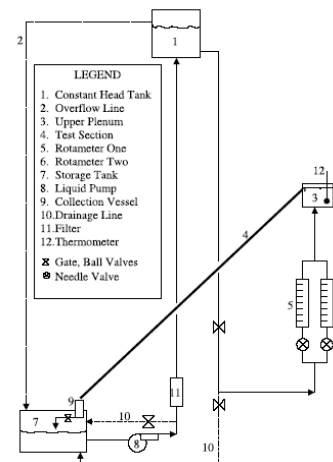 2
1
LEGEND
1. Constant Head Tank
2. Overflow Line
3. Upper Plenum
4. Test Section
5. Rotameter One
6. Rotameter Two
7. Storage Tank
8. Liquid Pump
9. Collection Vessel
10.Drainage Line
11.Filter
12.Thermometer
Gate, Ball Valves
Needle Valve
12
3
4
5
11
9
7
10
8
10